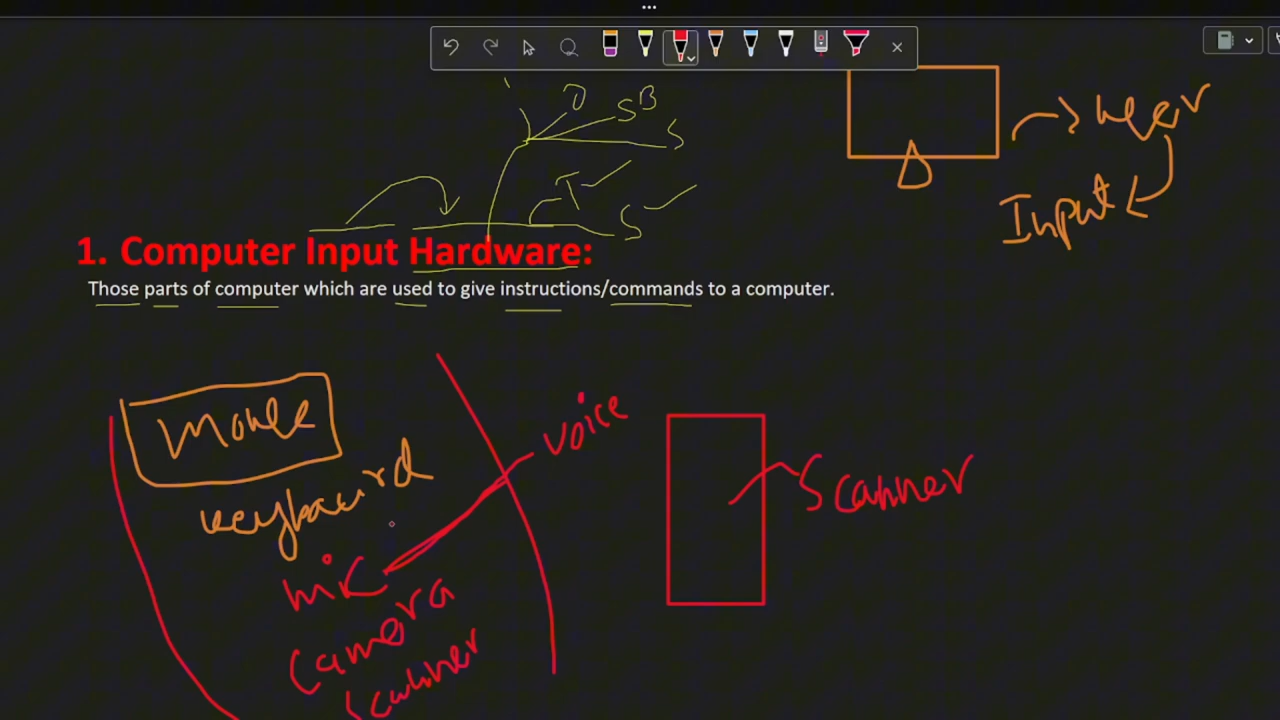 D
SB
S
T
S
user
Input
1. Computer Input Hardware:
Those parts of computer which are used to give instructions/commands to a computer.
Mouse
keyboard
voice
Scanner
mic
Camera
Scanner